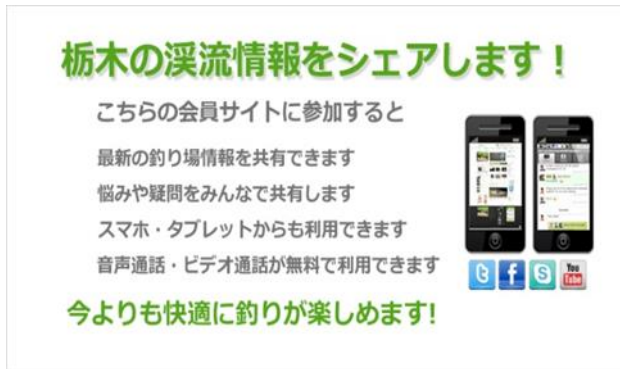 栃木の渓流情報をシェアします！
こちらの会員サイトに参加すると
最新の釣り場情報を共有できます
悩みや疑問をみんなで共有します
スマホ・タブレットからも利用できます
音声通話・ビデオ通話が無料で利用できます
You
Tube
今よりも快適に釣りが楽しめます!